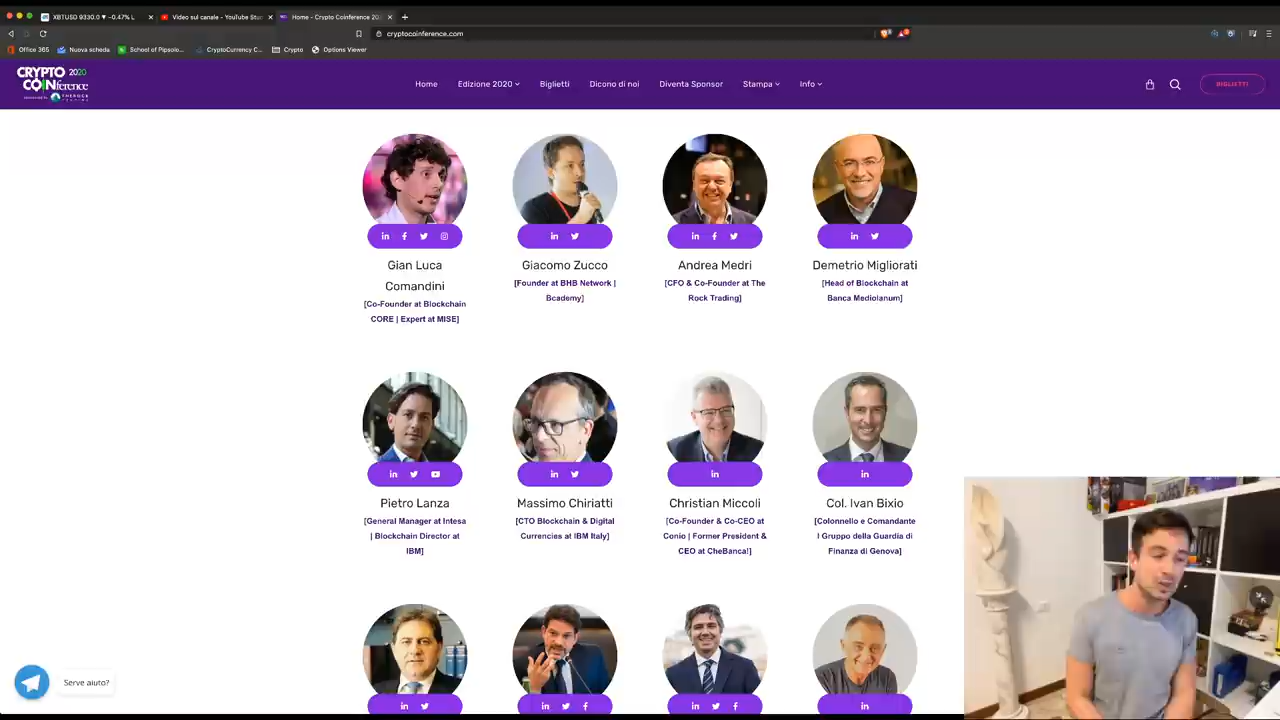 XBTUSD 9330.0 ▼ −0.47% L
Video sul canale - YouTube Stud
Home - Crypto Coinference 202
cryptocoinference.com
Office 365
Nuova scheda
School of Pipsolo...
CryptoCurrency C...
Crypto
Options Viewer
CRYPTO 2020
COINference
Home
Edizione 2020
Biglietti
Dicono di noi
Diventa Sponsor
Stampa
Info
BIGLIETTI
Gian Luca
Comandini
[Co-Founder at Blockchain
CORE | Expert at MISE]
Giacomo Zucco
[Founder at BHB Network |
Bcademy]
Andrea Medri
[CFO & Co-Founder at The
Rock Trading]
Demetrio Migliorati
[Head of Blockchain at
Banca Mediolanum]
Pietro Lanza
[General Manager at Intesa
| Blockchain Director at
IBM]
Massimo Chiriatti
[CTO Blockchain & Digital
Currencies at IBM Italy]
Christian Miccoli
[Co-Founder & Co-CEO at
Conio | Former President &
CEO at CheBanca!]
Col. Ivan Bixio
[Colonnello e Comandante
I Gruppo della Guardia di
Finanza di Genova]
Serve aiuto?